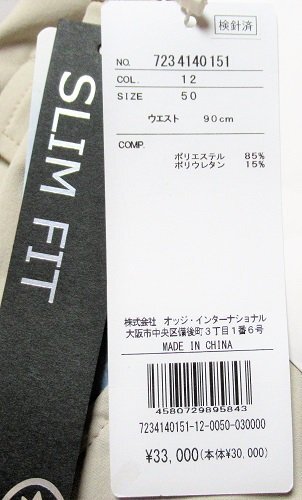 検針済
NO. 7234140151
COL. 12
SIZE 50
ウエスト 90cm
COMP.
ポリエステル 85%
ポリウレタン 15%
株式会社 オッジ・インターナショナル
大阪市中央区備後町3丁目1番6号
MADE IN CHINA
4580729895843
7234140151-12-0050-030000
¥33,000(本体¥30,000)
SLIM FIT